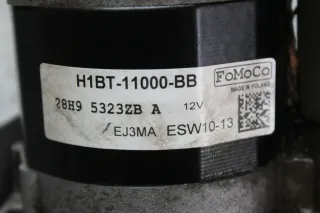 H1BT-11000-BB
FoMoCo
MADE IN POLAND
28H9 5323ZB A 12V
EJ3MA ESW10-13